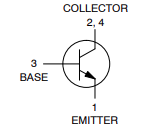 COLLECTOR
2, 4
3
BASE
1
EMITTER